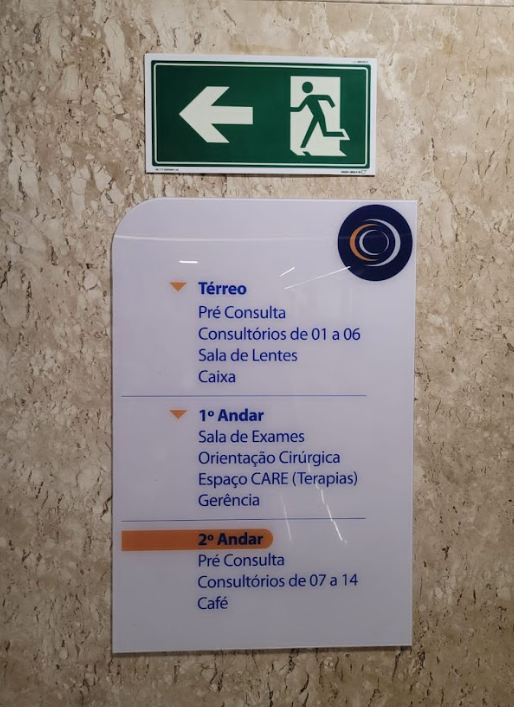 Térreo
Pré Consulta
Consultórios de 01 a 06
Sala de Lentes
Caixa
1º Andar
Sala de Exames
Orientação Cirúrgica
Espaço CARE (Terapias)
Gerência
2º Andar
Pré Consulta
Consultórios de 07 a 14
Café